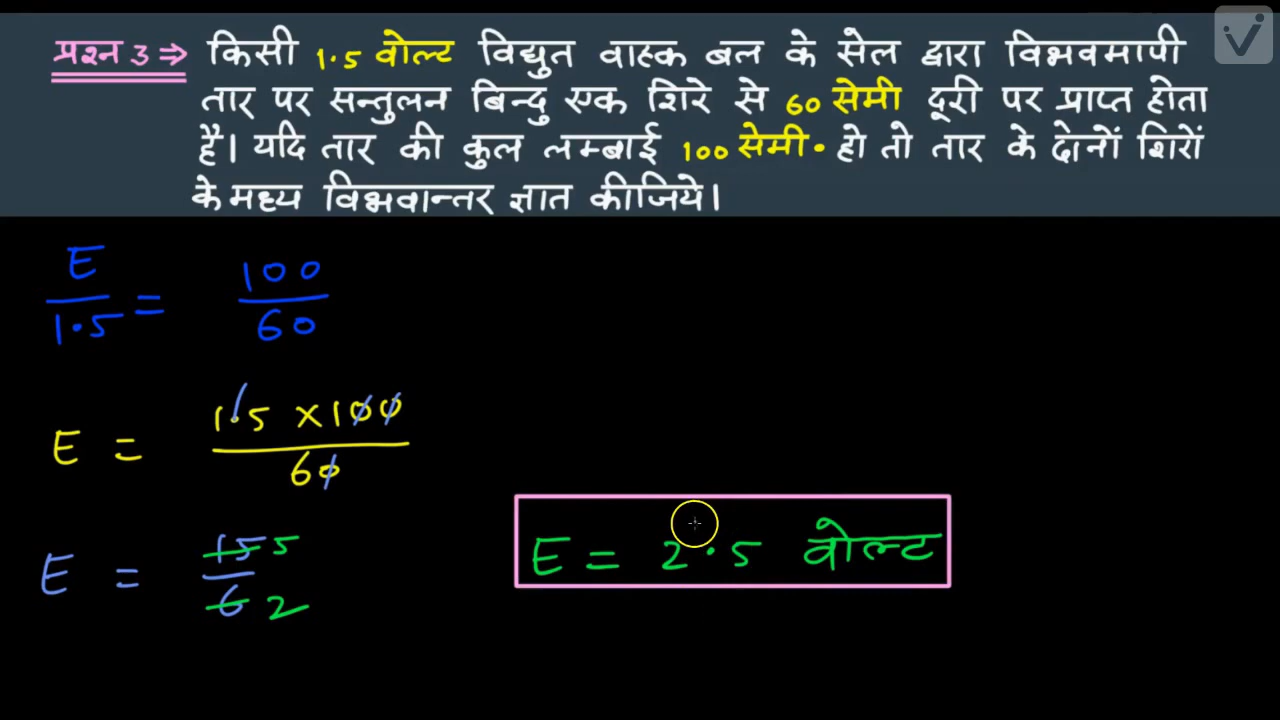 प्रश्न 3 ⇒ किसी 1.5 वोल्ट विद्युत वाहक बल के सेल द्वारा विभवमापी
तार पर सन्तुलन बिन्दु एक शिरे से 60 सेमी दूरी पर प्राप्त होता
है। यदि तार की कुल लम्बाई 100 सेमी. हो तो तार के दोनों शिरों
के मध्य विभवान्तर ज्ञात कीजिये।
E/1.5 = 100/60
E = 1.5 × 100/60
E = 15/6 5/2
E = 2.5 वोल्ट